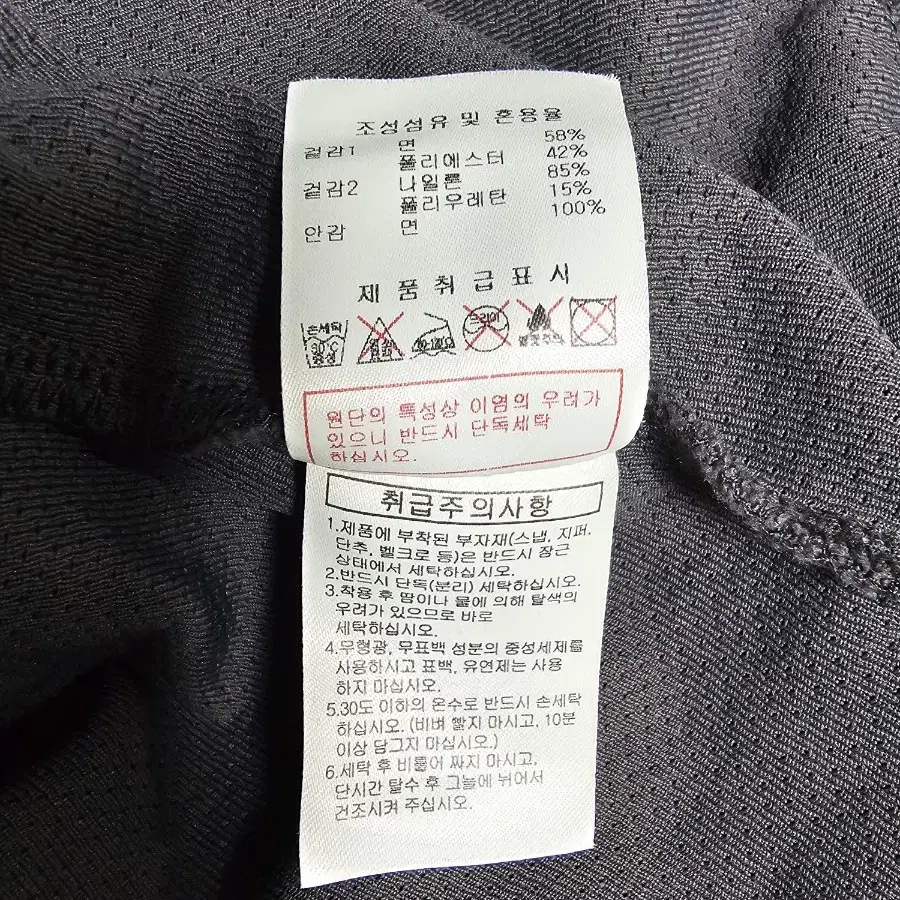 조성섬유 및 혼용율
겉감1 면 58%
폴리에스터 42%
겉감2 나일론 85%
폴리우레탄 15%
안감 면 100%
제품취급표시
손세탁 30℃ 중성
드라이
원단의 특성상 이염의 우려가
있으니 반드시 단독세탁
하십시오.
취급주의사항
1.제품에 부착된 부자재(스냅, 지퍼,
단추, 벨크로 등)은 반드시 잠근
상태에서 세탁하십시오.
2.반드시 단독(분리) 세탁하십시오.
3.착용 후 땀이나 물에 의해 탈색의
우려가 있으므로 바로
세탁하십시오.
4.무형광, 무표백 성분의 중성세제를
사용하시고 표백, 유연제는 사용
하지 마십시오.
5.30도 이하의 온수로 반드시 손세탁
하십시오. (비벼 빨지 마시고, 10분
이상 담그지 마십시오.)
6.세탁 후 비틀어 짜지 마시고,
단시간 탈수 후 그늘에 뉘어서
건조시켜 주십시오.